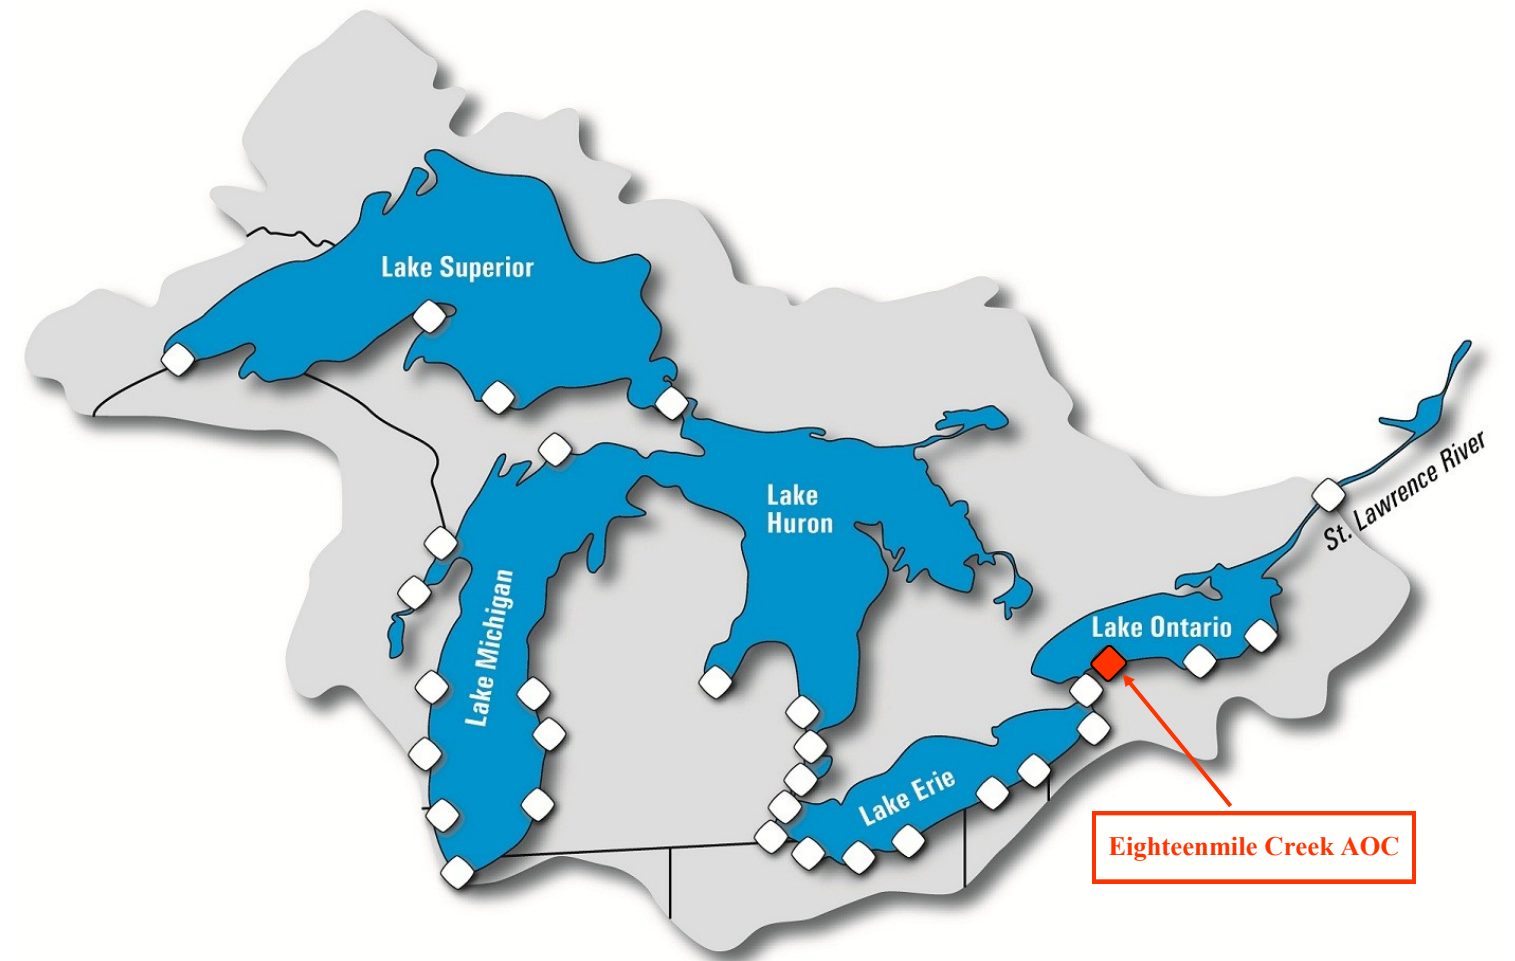 Lake Superior
Lake
Huron
St. Lawrence River
Lake Michigan
Lake Ontario
Lake Erie
Eighteenmile Creek AOC